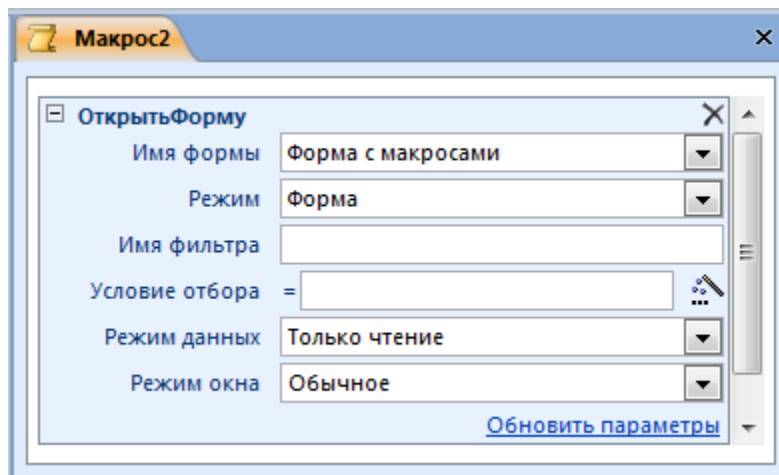 Макрос2
ОткрытьФорму
Имя формы Форма с макросами
Режим Форма
Имя фильтра
Условие отбора =
Режим данных Только чтение
Режим окна Обычное
Обновить параметры